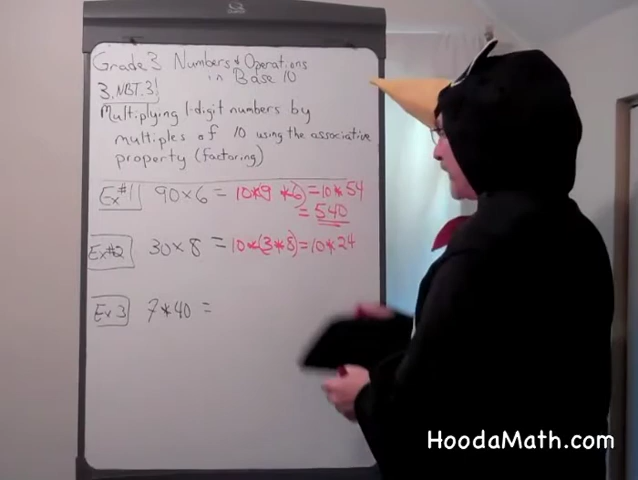 Grade 3 Numbers & Operations
in Base 10
3.NBT.3!
Multiplying 1-digit numbers by
multiples of 10 using the associative
property (factoring)
Ex#1 90×6 = 10*(9 *6) = 10*54
= 540
Ex#2 30×8 = 10*(3*8) = 10*24
Ex 3 7*40 =
HoodaMath.com